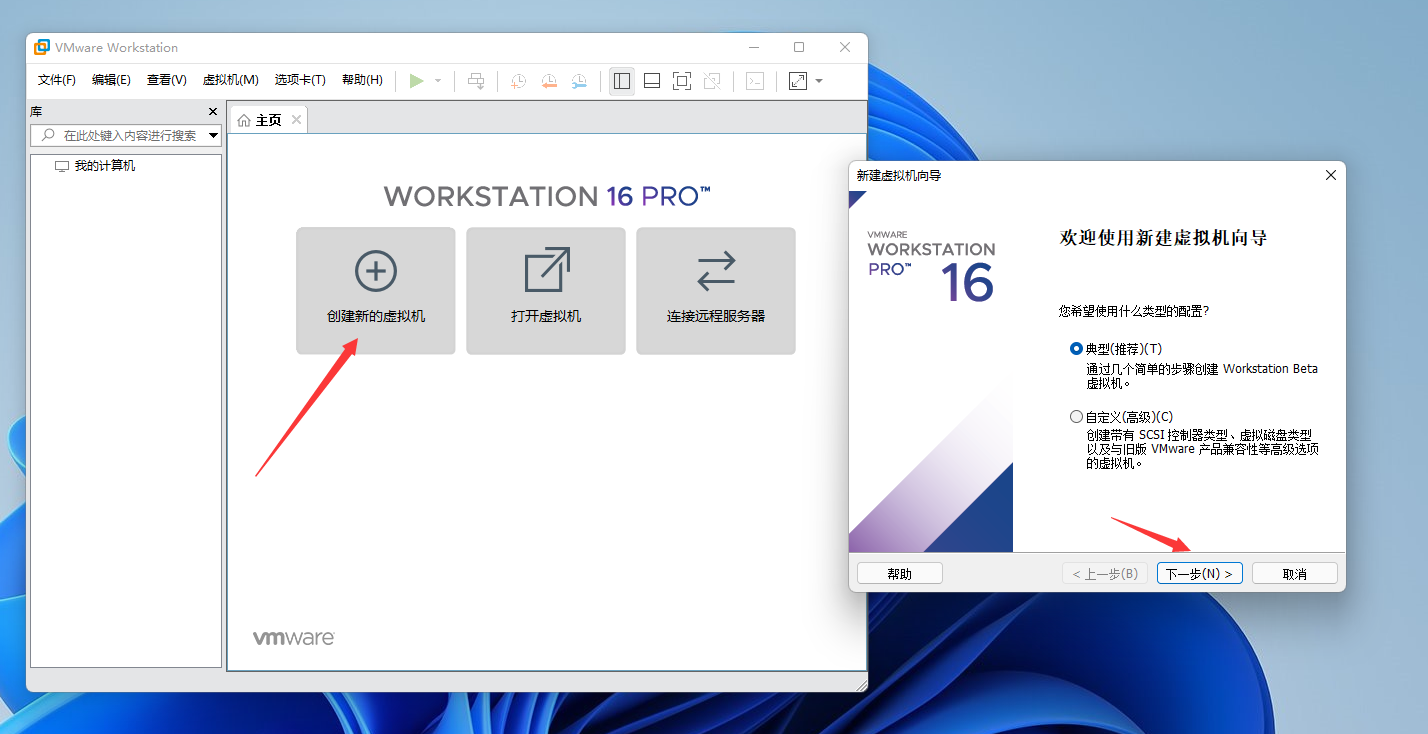 VMware Workstation
文件(F) 编辑(E) 查看(V) 虚拟机(M) 选项卡(T) 帮助(H)
库
在此处键入内容进行搜索
我的计算机
主页
WORKSTATION 16 PRO™
创建新的虚拟机
打开虚拟机
连接远程服务器
vmware
新建虚拟机向导
VMWARE
WORKSTATION
PRO™ 16
欢迎使用新建虚拟机向导
您希望使用什么类型的配置?
典型(推荐)(T)
通过几个简单的步骤创建 Workstation Beta
虚拟机。
自定义(高级)(C)
创建带有 SCSI 控制器类型、虚拟磁盘类型
以及与旧版 VMware 产品兼容性等高级选项
的虚拟机。
帮助
< 上一步(B)
下一步(N) >
取消